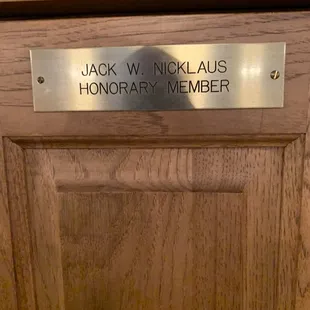 JACK W. NICKLAUS
HONORARY MEMBER